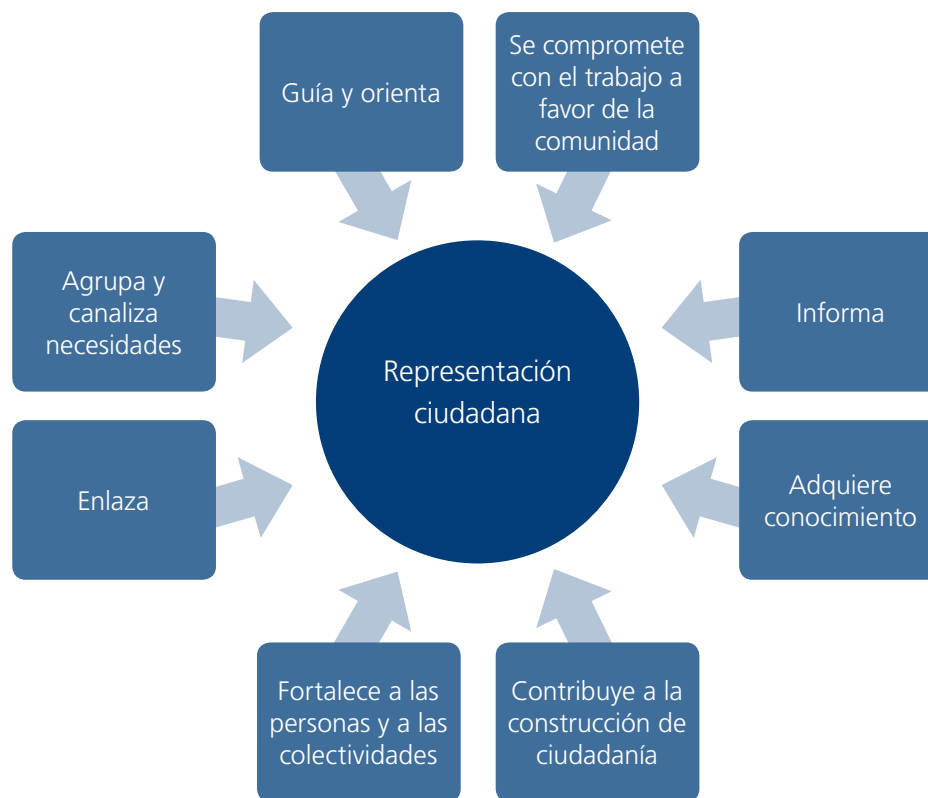 Guía y orienta
Se compromete
con el trabajo a
favor de la
comunidad
Agrupa y
canaliza
necesidades
Informa
Representación
ciudadana
Enlaza
Adquiere
conocimiento
Fortalece a las
personas y a las
colectividades
Contribuye a la
construcción de
ciudadanía